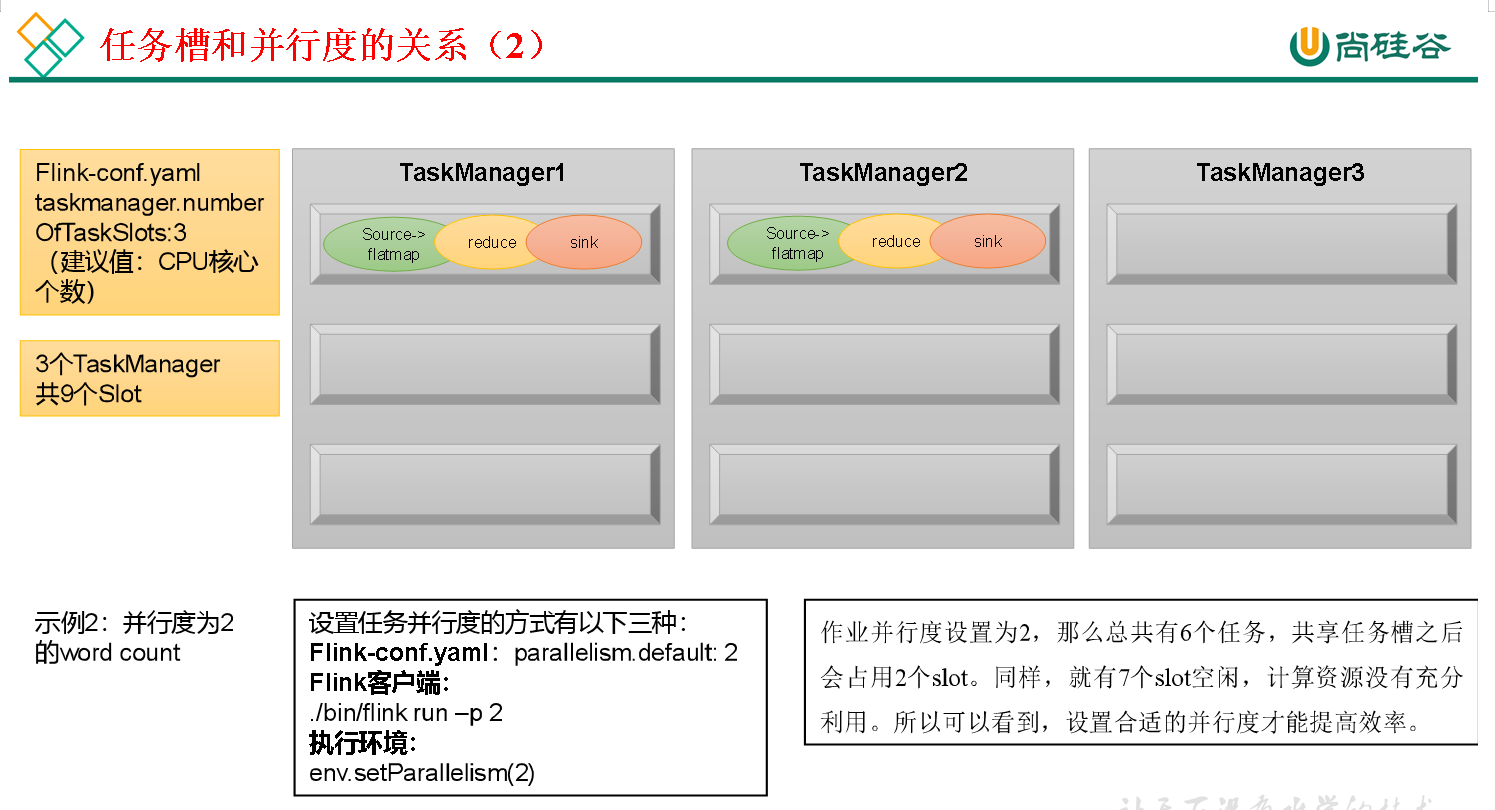 任务槽和并行度的关系（2）
尚硅谷
Flink-conf.yaml
taskmanager.number
OfTaskSlots:3
（建议值：CPU核心
个数）
3个TaskManager
共9个Slot
TaskManager1
Source->
flatmap
reduce
sink
TaskManager2
Source->
flatmap
reduce
sink
TaskManager3
示例2：并行度为2
的word count
设置任务并行度的方式有以下三种：
Flink-conf.yaml：parallelism.default: 2
Flink客户端：
./bin/flink run –p 2
执行环境：
env.setParallelism(2)
作业并行度设置为2，那么总共有6个任务，共享任务槽之后
会占用2个slot。同样，就有7个slot空闲，计算资源没有充分
利用。所以可以看到，设置合适的并行度才能提高效率。